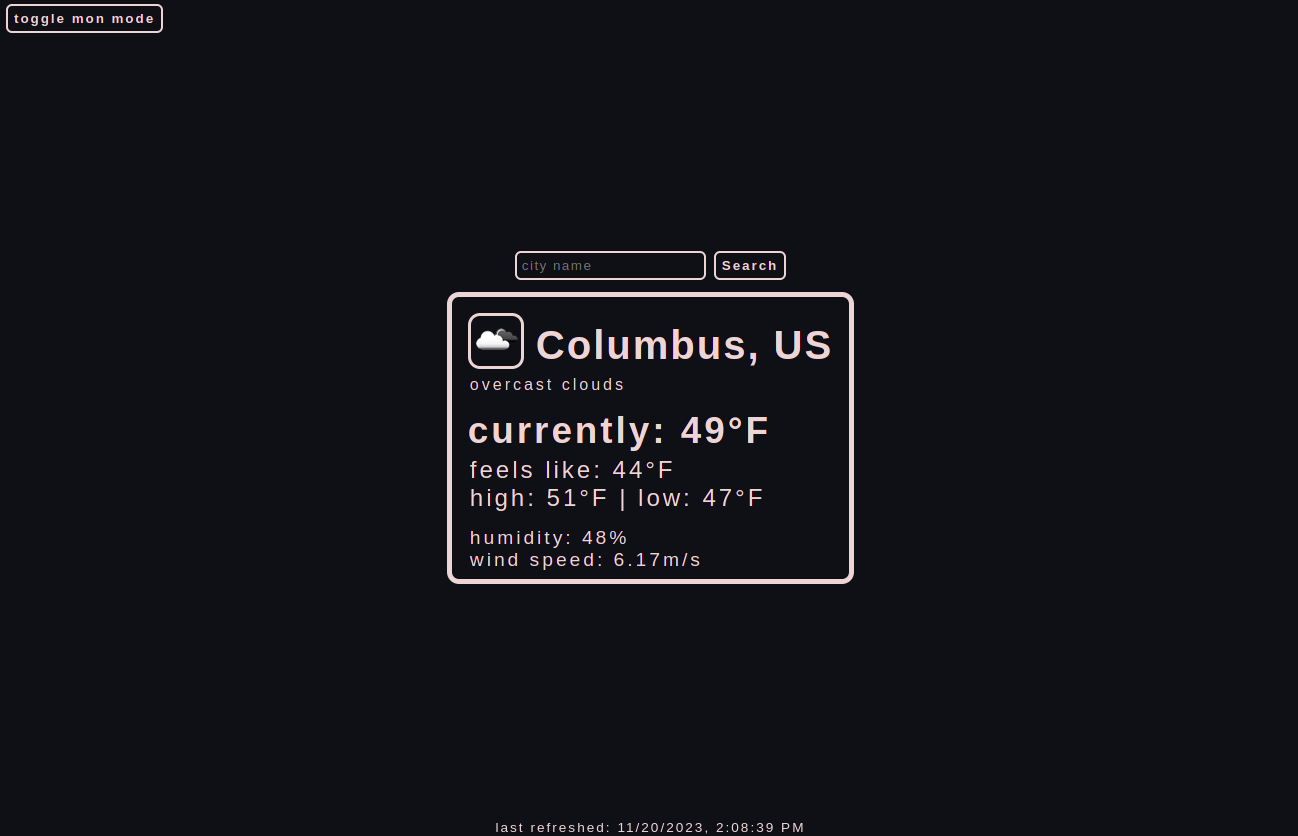 toggle mon mode
city name
Search
Columbus, US
overcast clouds
currently: 49°F
feels like: 44°F
high: 51°F | low: 47°F
humidity: 48%
wind speed: 6.17m/s
last refreshed: 11/20/2023, 2:08:39 PM